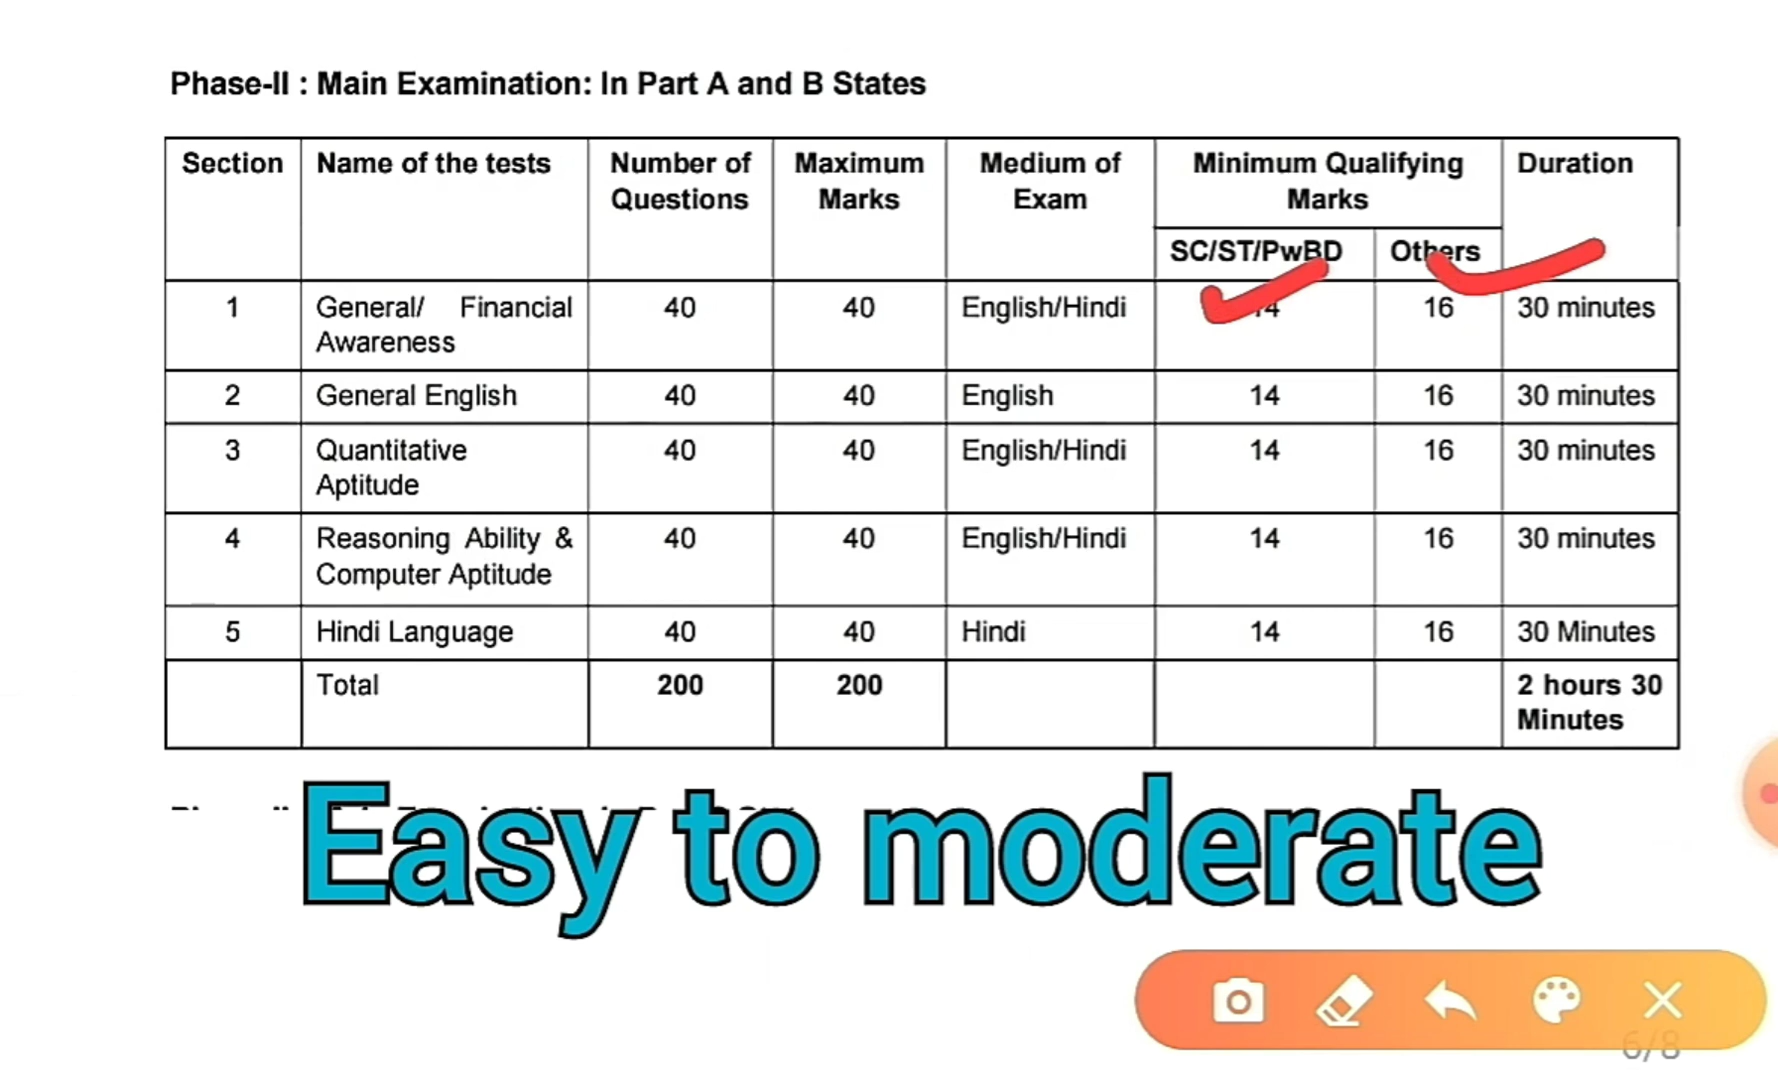 Phase-II : Main Examination: In Part A and B States
Section Name of the tests Number of Questions Maximum Marks Medium of Exam Minimum Qualifying Marks Duration
SC/ST/PwBD Others
1 General/ Financial Awareness 40 40 English/Hindi 14 16 30 minutes
2 General English 40 40 English 14 16 30 minutes
3 Quantitative Aptitude 40 40 English/Hindi 14 16 30 minutes
4 Reasoning Ability & Computer Aptitude 40 40 English/Hindi 14 16 30 minutes
5 Hindi Language 40 40 Hindi 14 16 30 Minutes
Total 200 200 2 hours 30 Minutes
Easy to moderate
6/8